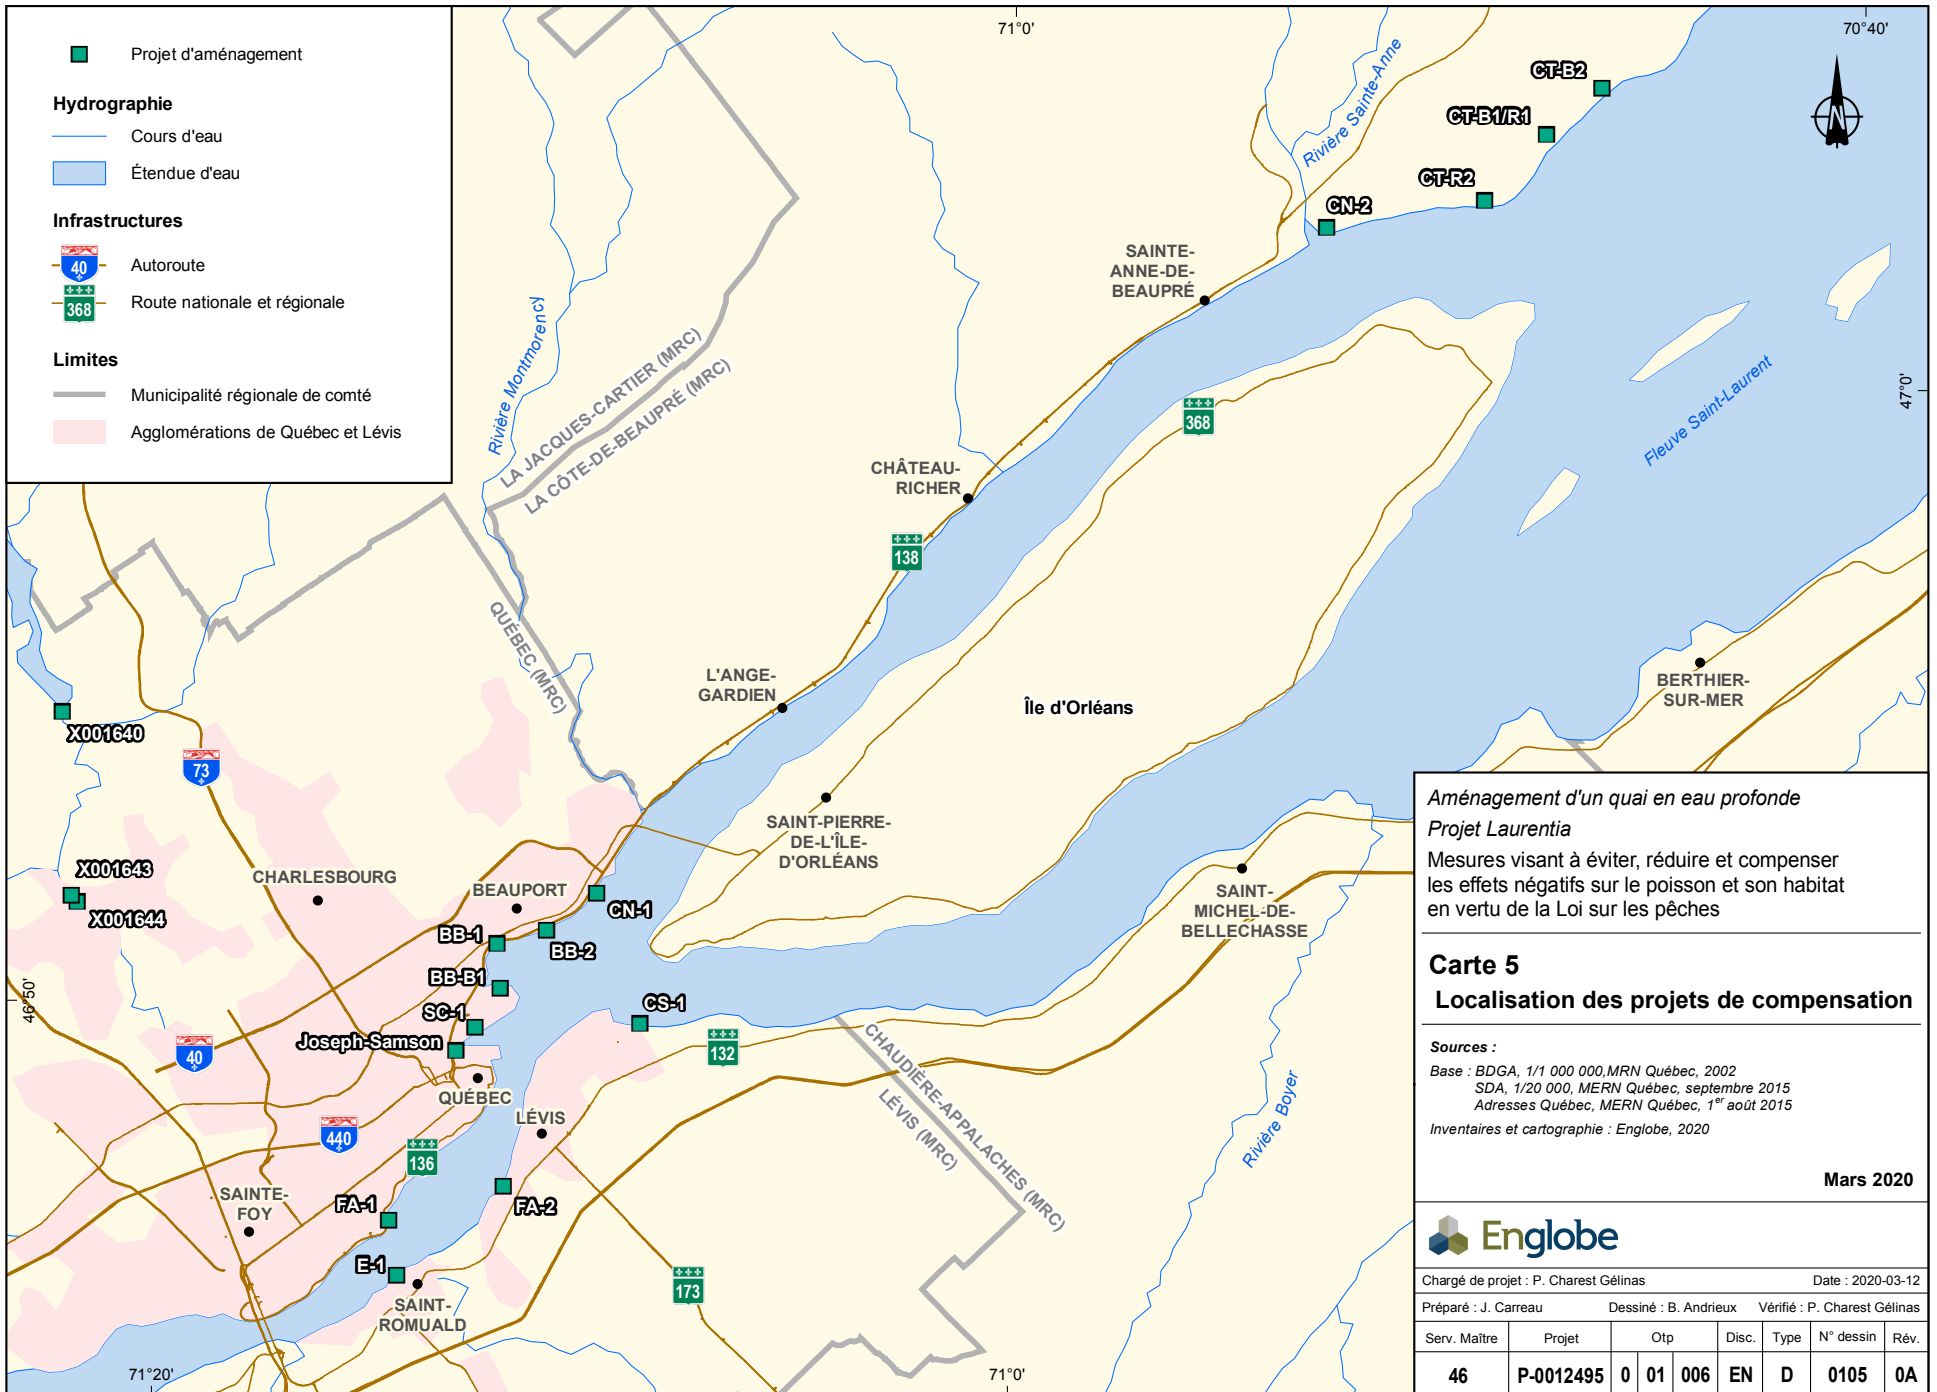 Projet d'aménagement
Hydrographie
Cours d'eau
Étendue d'eau
Infrastructures
40
Autoroute
368
Route nationale et régionale
Limites
Municipalité régionale de comté
Agglomérations de Québec et Lévis
71°0'
70°40'
47°0'
46°50'
71°20'
71°0'
Rivière Sainte-Anne
CT-B2
CT-B1/R1
CT-R2
CN-2
N
SAINTE-
ANNE-DE-
BEAUPRÉ
Rivière Montmorency
LA JACQUES-CARTIER (MRC)
LA CÔTE-DE-BEAUPRÉ (MRC)
368
Fleuve Saint-Laurent
CHÂTEAU-
RICHER
138
QUÉBEC (MRC)
L'ANGE-
GARDIEN
Île d'Orléans
BERTHIER-
SUR-MER
X001640
73
SAINT-PIERRE-
DE-L'ÎLE-
D'ORLÉANS
X001643
X001644
CHARLESBOURG
BEAUPORT
CN-1
BB-1
BB-2
BB-B1
SC-1
CS-1
Joseph-Samson
40
132
SAINT-
MICHEL-DE-
BELLECHASSE
QUÉBEC
LÉVIS
440
136
CHAUDIÈRE-APPALACHES (MRC)
LÉVIS (MRC)
Rivière Boyer
SAINTE-
FOY
FA-1
FA-2
E-1
SAINT-
ROMUALD
173
Aménagement d'un quai en eau profonde
Projet Laurentia
Mesures visant à éviter, réduire et compenser
les effets négatifs sur le poisson et son habitat
en vertu de la Loi sur les pêches
Carte 5
Localisation des projets de compensation
Sources :
Base : BDGA, 1/1 000 000,MRN Québec, 2002
SDA, 1/20 000, MERN Québec, septembre 2015
Adresses Québec, MERN Québec, 1er août 2015
Inventaires et cartographie : Englobe, 2020
Mars 2020
Englobe
Chargé de projet : P. Charest Gélinas Date : 2020-03-12
Préparé : J. Carreau Dessiné : B. Andrieux Vérifié : P. Charest Gélinas
Serv. Maître Projet Otp Disc. Type N° dessin Rév.
46 P-0012495 0 01 006 EN D 0105 0A